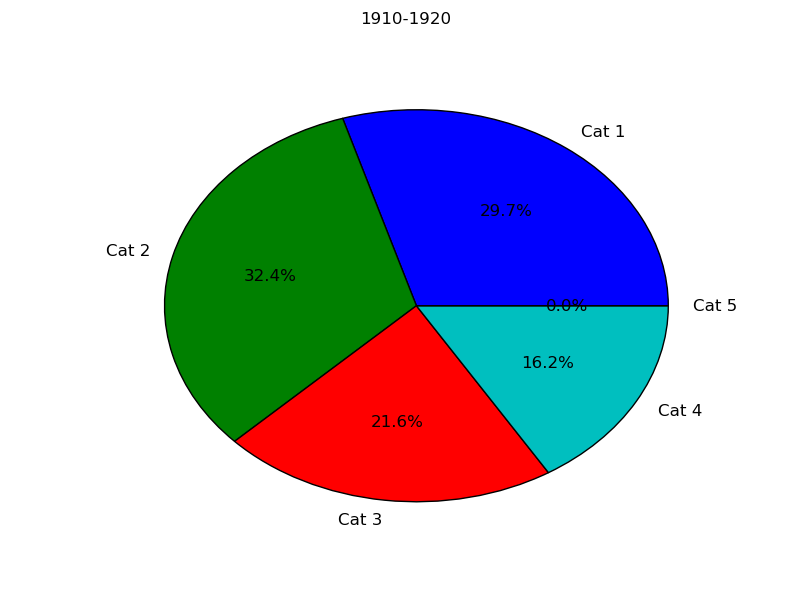 1910-1920
Cat 1
29.7%
Cat 2
32.4%
0.0%
Cat 5
16.2%
Cat 4
21.6%
Cat 3